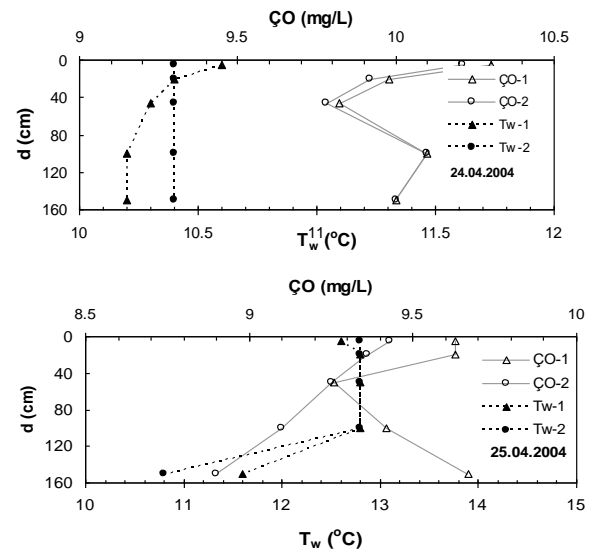 ÇO (mg/L)
9 9.5 10 10.5
0
40
80
120
160
d (cm)
ÇO-1
ÇO-2
Tw-1
Tw-2
24.04.2004
10 10.5 11 11.5 12
Tw (°C)
ÇO (mg/L)
8.5 9 9.5 10
0
40
80
120
160
d (cm)
ÇO-1
ÇO-2
Tw-1
Tw-2
25.04.2004
10 11 12 13 14 15
Tw (°C)